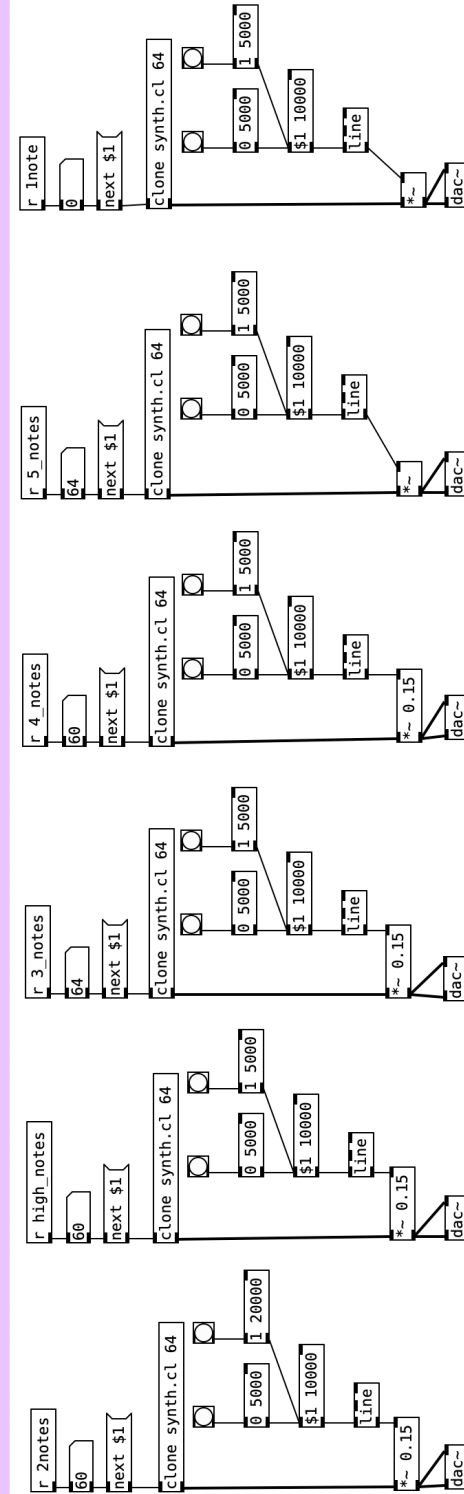 r 2notes
60
next $1
clone synth.cl 64
0 5000
1 20000
$1 10000
line
*~ 0.15
dac~
r high_notes
60
next $1
clone synth.cl 64
0 5000
1 5000
$1 10000
line
*~ 0.15
dac~
r 3_notes
64
next $1
clone synth.cl 64
0 5000
1 5000
$1 10000
line
*~ 0.15
dac~
r 4_notes
60
next $1
clone synth.cl 64
0 5000
1 5000
$1 10000
line
*~ 0.15
dac~
r 5_notes
64
next $1
clone synth.cl 64
0 5000
1 5000
$1 10000
line
*~
dac~
r 1note
0
next $1
clone synth.cl 64
0 5000
1 5000
$1 10000
line
*~
dac~